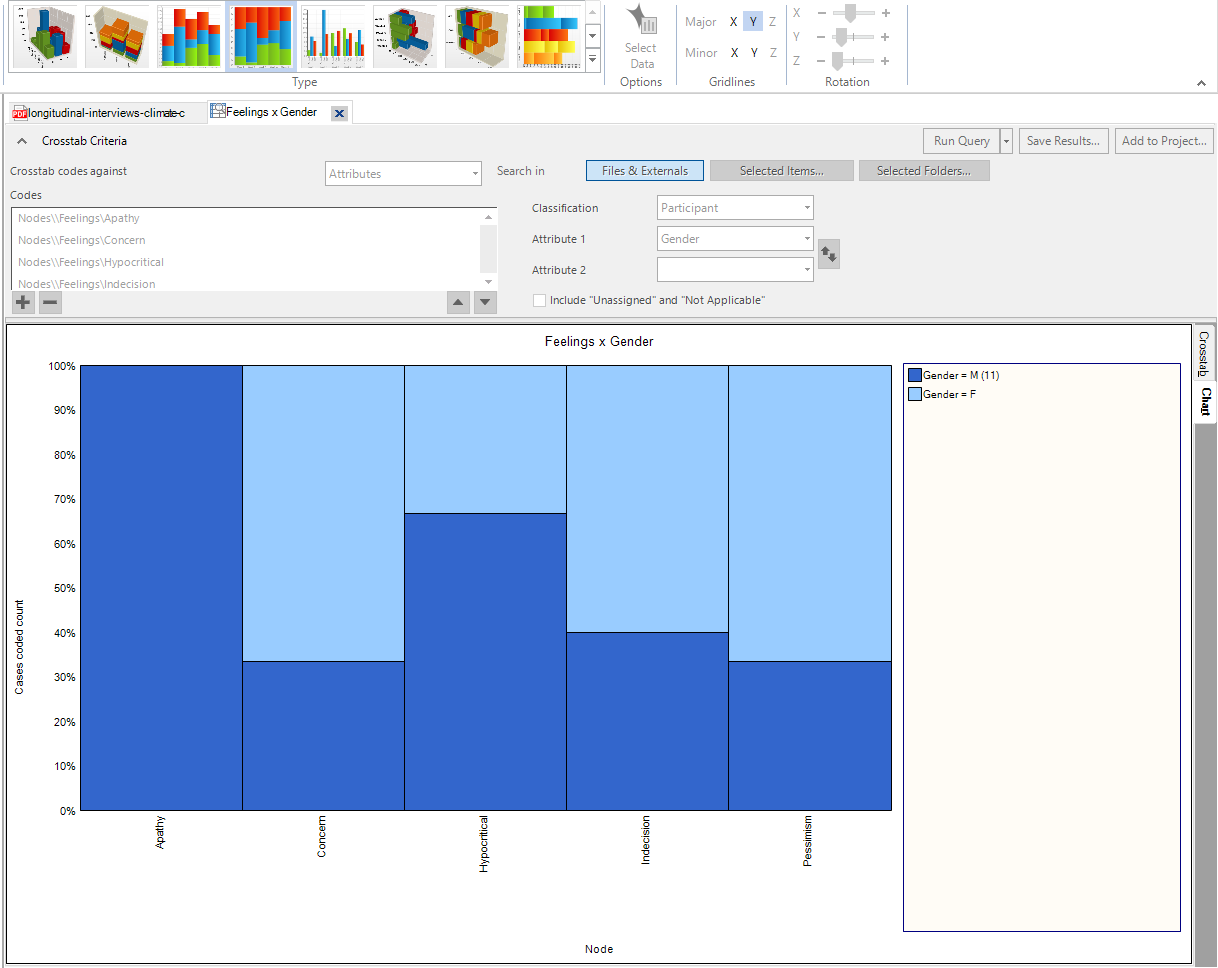 Select
Data
Major X Y Z
Minor X Y Z
X
Y
Z
Type
Options
Gridlines
Rotation
PDF longitudinal-interviews-climate-c
Feelings x Gender
Crosstab Criteria
Run Query
Save Results...
Add to Project...
Crosstab codes against
Attributes
Search in
Files & Externals
Selected Items...
Selected Folders...
Codes
Nodes\\Feelings\Apathy
Nodes\\Feelings\Concern
Nodes\\Feelings\Hypocritical
Nodes\\Feelings\Indecision
Classification
Participant
Attribute 1
Gender
Attribute 2
Include "Unassigned" and "Not Applicable"
Feelings x Gender
100%
90%
80%
70%
60%
50%
40%
30%
20%
10%
0%
Cases coded count
Apathy
Concern
Hypocritical
Indecision
Pessimism
Node
Gender = M (11)
Gender = F
Crosstab
Chart